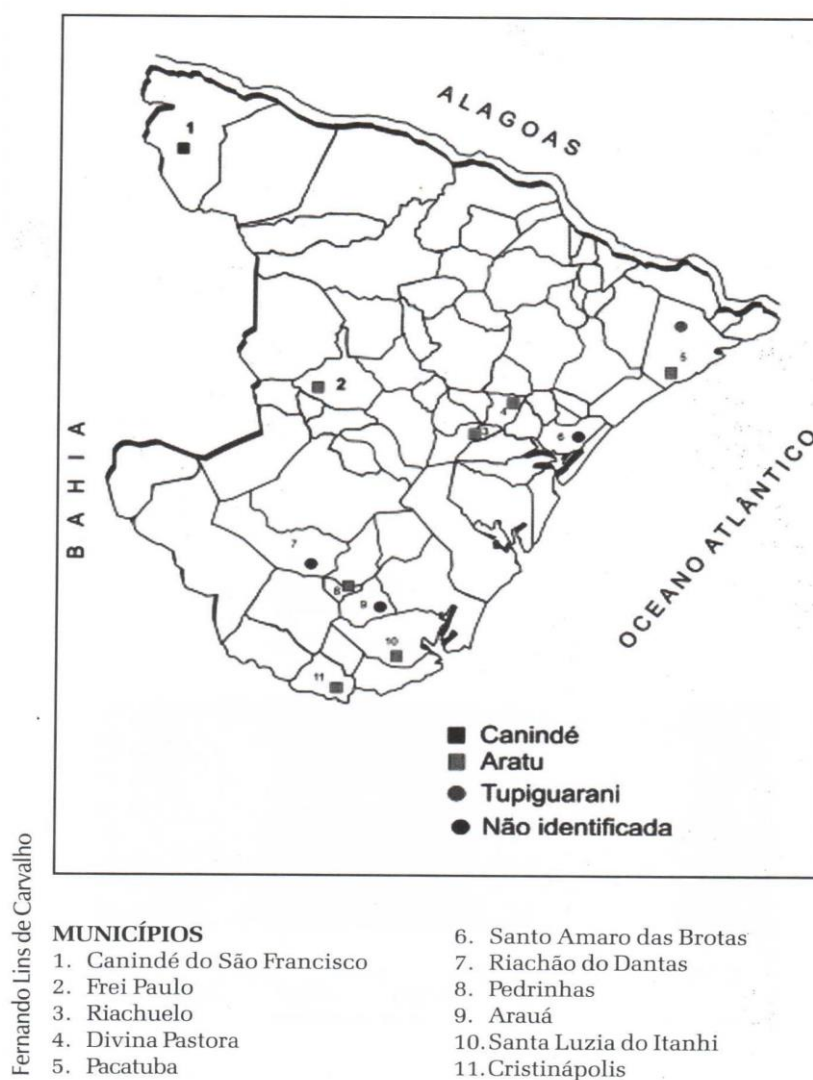 ALAGOAS
BAHIA
OCEANO ATLÂNTICO
1
2
3
4
5
6
7
8
9
10
11
Canindé
Aratu
Tupiguarani
Não identificada
Fernando Lins de Carvalho
MUNICÍPIOS
1. Canindé do São Francisco
2. Frei Paulo
3. Riachuelo
4. Divina Pastora
5. Pacatuba
6. Santo Amaro das Brotas
7. Riachão do Dantas
8. Pedrinhas
9. Arauá
10. Santa Luzia do Itanhi
11. Cristinápolis